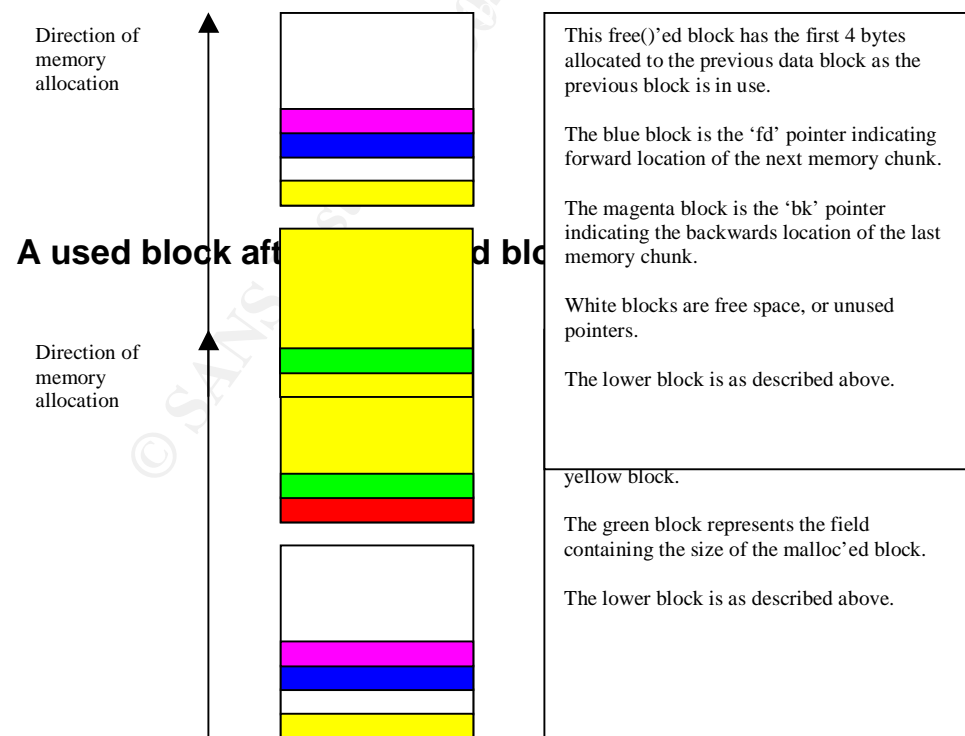 Direction of
memory
allocation
This free()’ed block has the first 4 bytes
allocated to the previous data block as the
previous block is in use.
The blue block is the ‘fd’ pointer indicating
forward location of the next memory chunk.
The magenta block is the ‘bk’ pointer
indicating the backwards location of the last
memory chunk.
White blocks are free space, or unused
pointers.
The lower block is as described above.
A used block
Direction of
memory
allocation
yellow block.
The green block represents the field
containing the size of the malloc’ed block.
The lower block is as described above.
© SANS